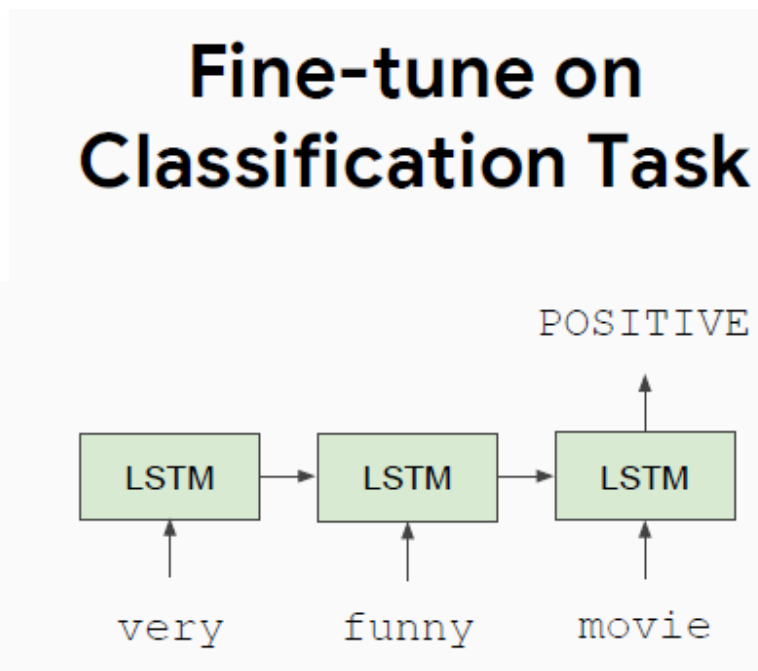 Fine-tune on
Classification Task
POSITIVE
LSTM LSTM LSTM
very funny movie